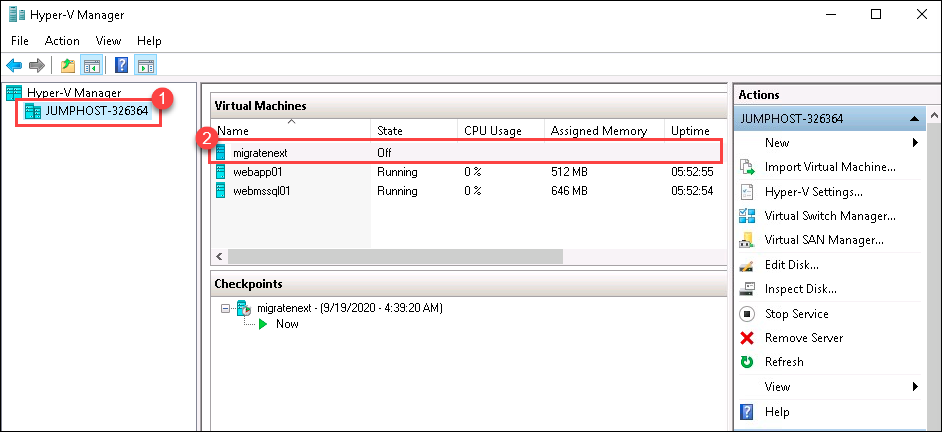 Hyper-V Manager
File Action View Help
Hyper-V Manager
JUMPHOST-326364
1
Virtual Machines
Name State CPU Usage Assigned Memory Uptime
2
migratenext Off
webapp01 Running 0 % 512 MB 05:52:55
webmssql01 Running 0 % 646 MB 05:52:54
Checkpoints
migratenext - (9/19/2020 - 4:39:20 AM)
Now
Actions
JUMPHOST-326364
New
Import Virtual Machine...
Hyper-V Settings...
Virtual Switch Manager...
Virtual SAN Manager...
Edit Disk...
Inspect Disk...
Stop Service
Remove Server
Refresh
View
Help